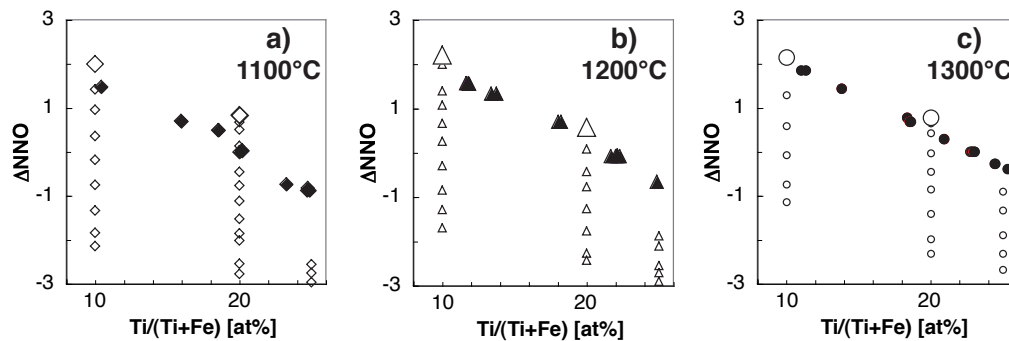 a)
1100°C
3
1
-1
-3
ΔNNO
10
20
Ti/(Ti+Fe) [at%]
b)
1200°C
3
1
-1
-3
ΔNNO
10
20
Ti/(Ti+Fe) [at%]
c)
1300°C
3
1
-1
-3
ΔNNO
10
20
Ti/(Ti+Fe) [at%]